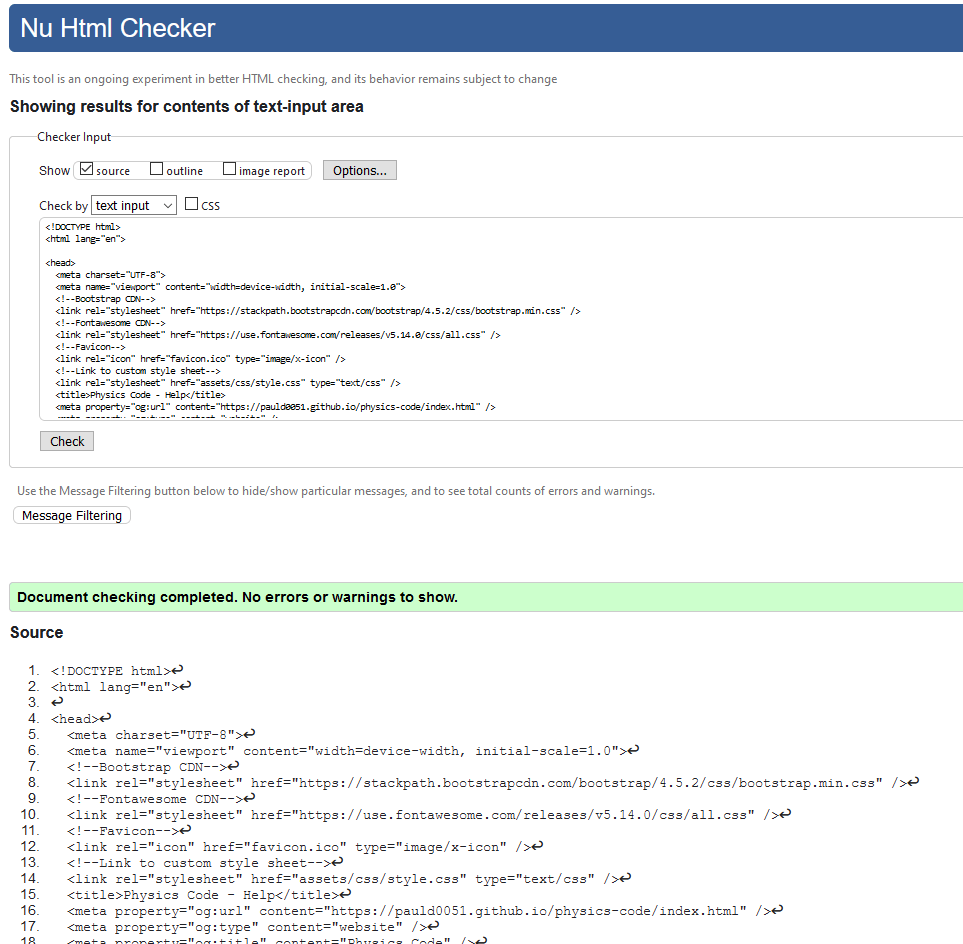 Nu Html Checker
This tool is an ongoing experiment in better HTML checking, and its behavior remains subject to change
Showing results for contents of text-input area
Checker Input
Show source outline image report Options...
Check by text input CSS
<!DOCTYPE html>
<html lang="en">
<head>
<meta charset="UTF-8">
<meta name="viewport" content="width=device-width, initial-scale=1.0">
<!--Bootstrap CDN-->
<link rel="stylesheet" href="https://stackpath.bootstrapcdn.com/bootstrap/4.5.2/css/bootstrap.min.css" />
<!--Fontawesome CDN-->
<link rel="stylesheet" href="https://use.fontawesome.com/releases/v5.14.0/css/all.css" />
<!--Favicon-->
<link rel="icon" href="favicon.ico" type="image/x-icon" />
<!--Link to custom style sheet-->
<link rel="stylesheet" href="assets/css/style.css" type="text/css" />
<title>Physics Code - Help</title>
<meta property="og:url" content="https://pauld0051.github.io/physics-code/index.html" />
Check
Use the Message Filtering button below to hide/show particular messages, and to see total counts of errors and warnings.
Message Filtering
Document checking completed. No errors or warnings to show.
Source
1. <!DOCTYPE html>↩
2. <html lang="en">↩
3. ↩
4. <head>↩
5. <meta charset="UTF-8">↩
6. <meta name="viewport" content="width=device-width, initial-scale=1.0">↩
7. <!--Bootstrap CDN-->↩
8. <link rel="stylesheet" href="https://stackpath.bootstrapcdn.com/bootstrap/4.5.2/css/bootstrap.min.css" />↩
9. <!--Fontawesome CDN-->↩
10. <link rel="stylesheet" href="https://use.fontawesome.com/releases/v5.14.0/css/all.css" />↩
11. <!--Favicon-->↩
12. <link rel="icon" href="favicon.ico" type="image/x-icon" />↩
13. <!--Link to custom style sheet-->↩
14. <link rel="stylesheet" href="assets/css/style.css" type="text/css" />↩
15. <title>Physics Code - Help</title>↩
16. <meta property="og:url" content="https://pauld0051.github.io/physics-code/index.html" />↩
17. <meta property="og:type" content="website" />↩
18. <meta property="og:title" content="Physics Code" />↩